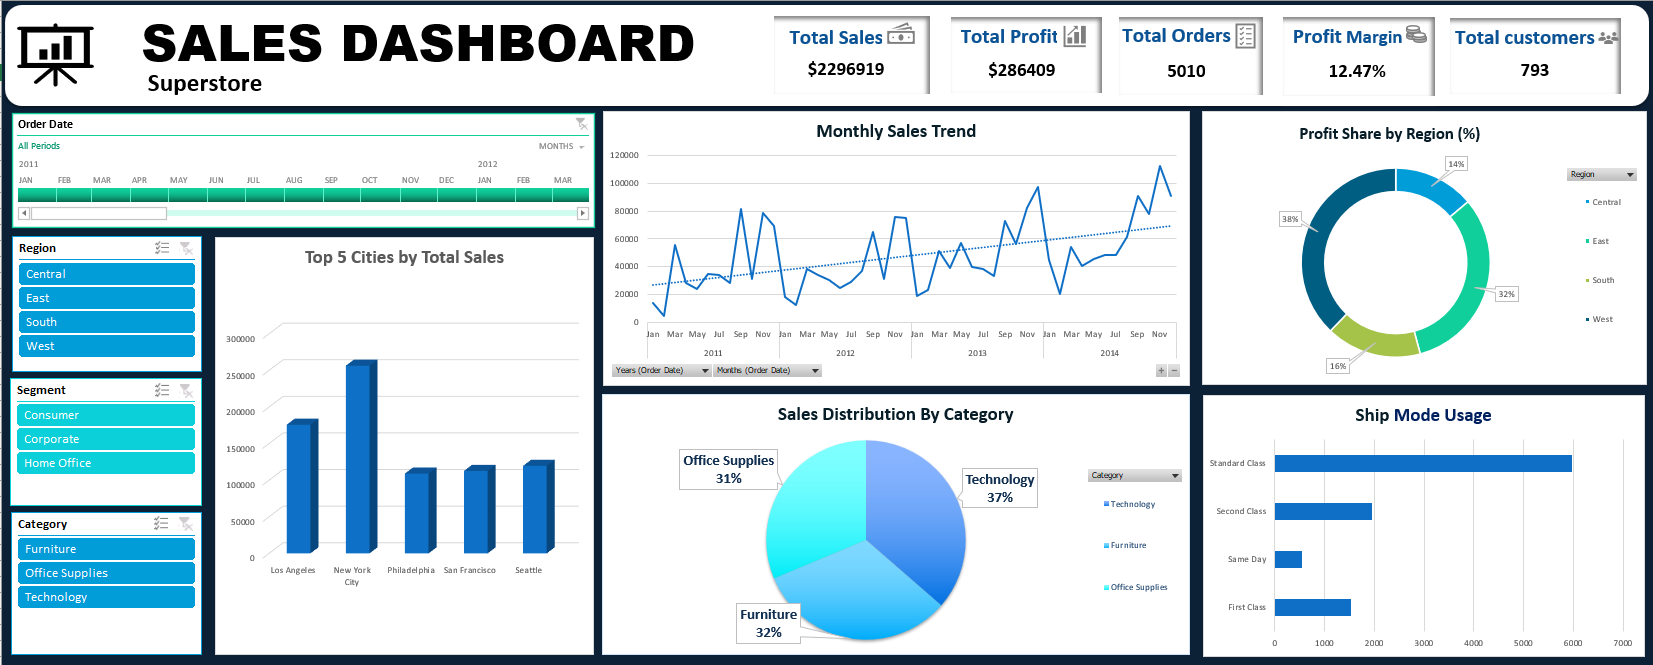 SALES DASHBOARD
Superstore
Total Sales
$2296919
Total Profit
$286409
Total Orders
5010
Profit Margin
12.47%
Total customers
793
Order Date
All Periods
MONTHS
2011 2012
JAN FEB MAR APR MAY JUN JUL AUG SEP OCT NOV DEC JAN FEB MAR
Region
Central
East
South
West
Segment
Consumer
Corporate
Home Office
Category
Furniture
Office Supplies
Technology
Top 5 Cities by Total Sales
300000
250000
200000
150000
100000
50000
0
Los Angeles
New York
City
Philadelphia
San Francisco
Seattle
Monthly Sales Trend
120000
100000
80000
60000
40000
20000
0
Jan Mar May Jul Sep Nov Jan Mar May Jul Sep Nov Jan Mar May Jul Sep Nov Jan Mar May Jul Sep Nov
2011 2012 2013 2014
Years (Order Date)
Months (Order Date)
+ −
Profit Share by Region (%)
14%
38%
32%
16%
Region
Central
East
South
West
Sales Distribution By Category
Office Supplies
31%
Technology
37%
Furniture
32%
Category
Technology
Furniture
Office Supplies
Ship Mode Usage
Standard Class
Second Class
Same Day
First Class
0 1000 2000 3000 4000 5000 6000 7000